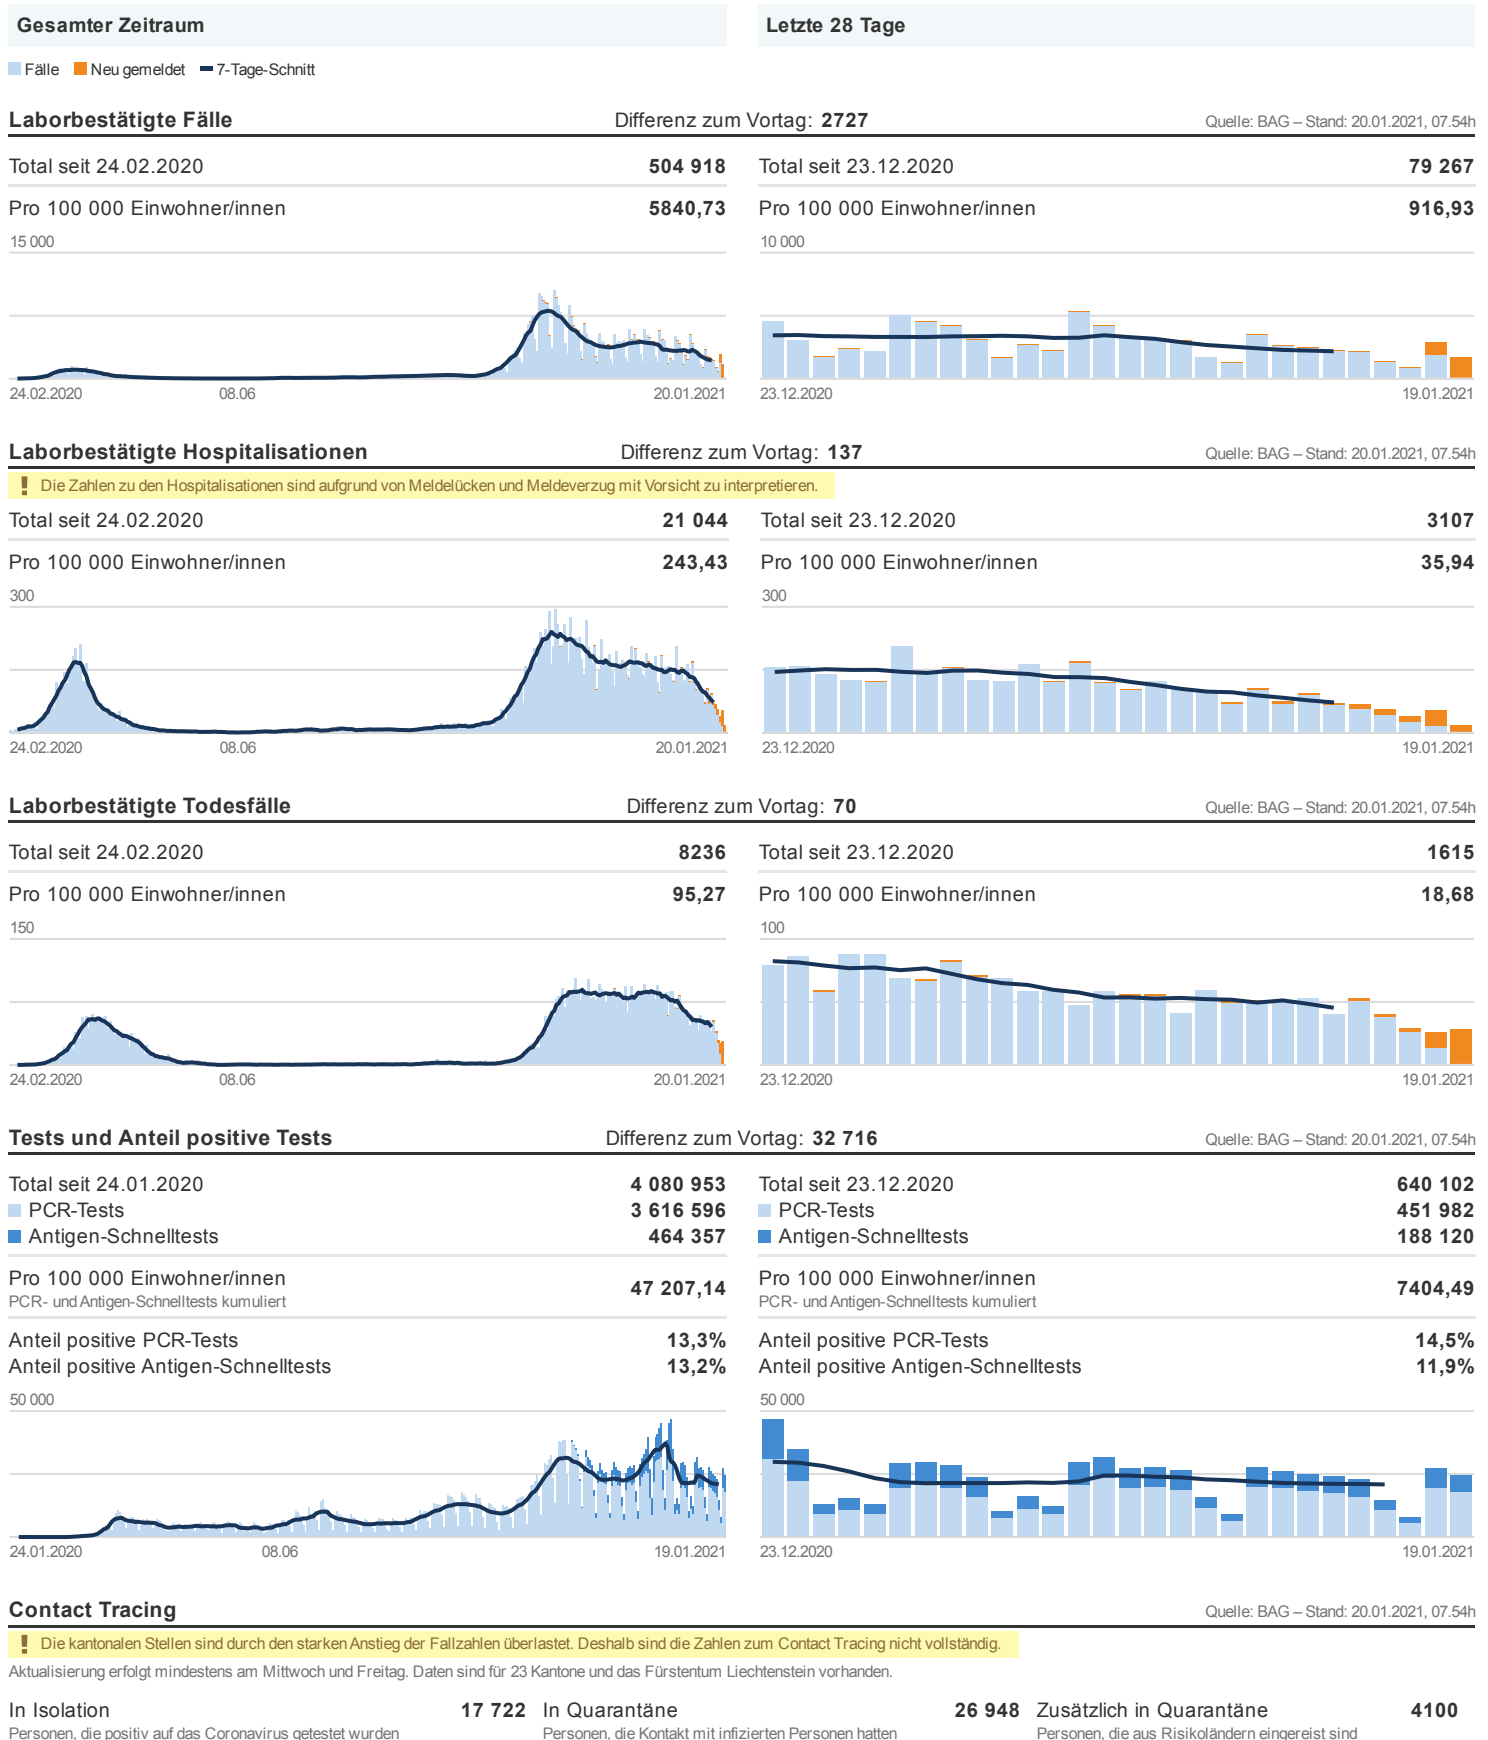 Gesamter Zeitraum
Letzte 28 Tage
Fälle Neu gemeldet 7-Tage-Schnitt
Laborbestätigte Fälle Differenz zum Vortag: 2727 Quelle: BAG – Stand: 20.01.2021, 07.54h
Total seit 24.02.2020 504 918
Pro 100 000 Einwohner/innen 5840,73
15 000
24.02.2020 08.06 20.01.2021
Total seit 23.12.2020 79 267
Pro 100 000 Einwohner/innen 916,93
10 000
23.12.2020 19.01.2021
Laborbestätigte Hospitalisationen Differenz zum Vortag: 137 Quelle: BAG – Stand: 20.01.2021, 07.54h
! Die Zahlen zu den Hospitalisationen sind aufgrund von Meldelücken und Meldeverzug mit Vorsicht zu interpretieren.
Total seit 24.02.2020 21 044
Pro 100 000 Einwohner/innen 243,43
300
24.02.2020 08.06 20.01.2021
Total seit 23.12.2020 3107
Pro 100 000 Einwohner/innen 35,94
300
23.12.2020 19.01.2021
Laborbestätigte Todesfälle Differenz zum Vortag: 70 Quelle: BAG – Stand: 20.01.2021, 07.54h
Total seit 24.02.2020 8236
Pro 100 000 Einwohner/innen 95,27
150
24.02.2020 08.06 20.01.2021
Total seit 23.12.2020 1615
Pro 100 000 Einwohner/innen 18,68
100
23.12.2020 19.01.2021
Tests und Anteil positive Tests Differenz zum Vortag: 32 716 Quelle: BAG – Stand: 20.01.2021, 07.54h
Total seit 24.01.2020 4 080 953
PCR-Tests 3 616 596
Antigen-Schnelltests 464 357
Pro 100 000 Einwohner/innen 47 207,14
PCR- und Antigen-Schnelltests kumuliert
Anteil positive PCR-Tests 13,3%
Anteil positive Antigen-Schnelltests 13,2%
50 000
24.01.2020 08.06 19.01.2021
Total seit 23.12.2020 640 102
PCR-Tests 451 982
Antigen-Schnelltests 188 120
Pro 100 000 Einwohner/innen 7404,49
PCR- und Antigen-Schnelltests kumuliert
Anteil positive PCR-Tests 14,5%
Anteil positive Antigen-Schnelltests 11,9%
50 000
23.12.2020 19.01.2021
Contact Tracing Quelle: BAG – Stand: 20.01.2021, 07.54h
! Die kantonalen Stellen sind durch den starken Anstieg der Fallzahlen überlastet. Deshalb sind die Zahlen zum Contact Tracing nicht vollständig.
Aktualisierung erfolgt mindestens am Mittwoch und Freitag. Daten sind für 23 Kantone und das Fürstentum Liechtenstein vorhanden.
In Isolation 17 722
Personen, die positiv auf das Coronavirus getestet wurden
In Quarantäne 26 948
Personen, die Kontakt mit infizierten Personen hatten
Zusätzlich in Quarantäne 4100
Personen, die aus Risikoländern eingereist sind